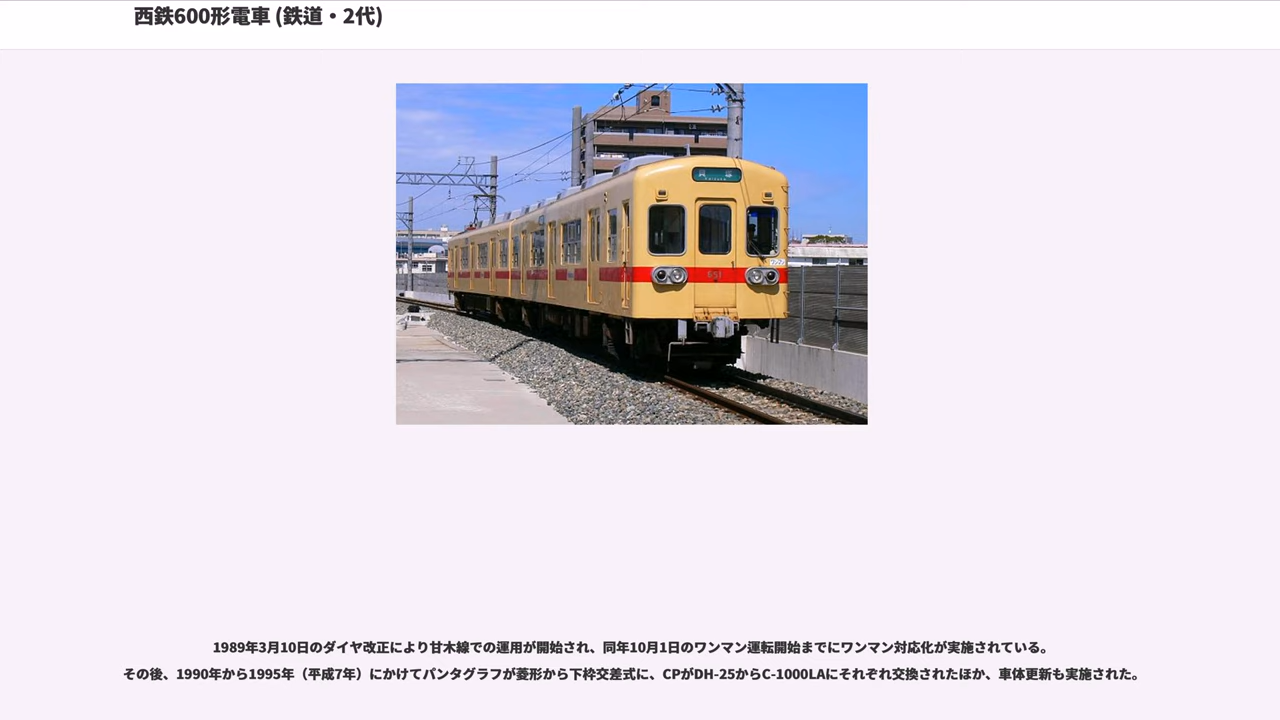 西鉄600形電車 (鉄道・2代)
貝塚
ワンマン
651
1989年3月10日のダイヤ改正により甘木線での運用が開始され、同年10月1日のワンマン運転開始までにワンマン対応化が実施されている。
その後、1990年から1995年（平成7年）にかけてパンタグラフが菱形から下枠交差式に、CPがDH-25からC-1000LAにそれぞれ交換されたほか、車体更新も実施された。